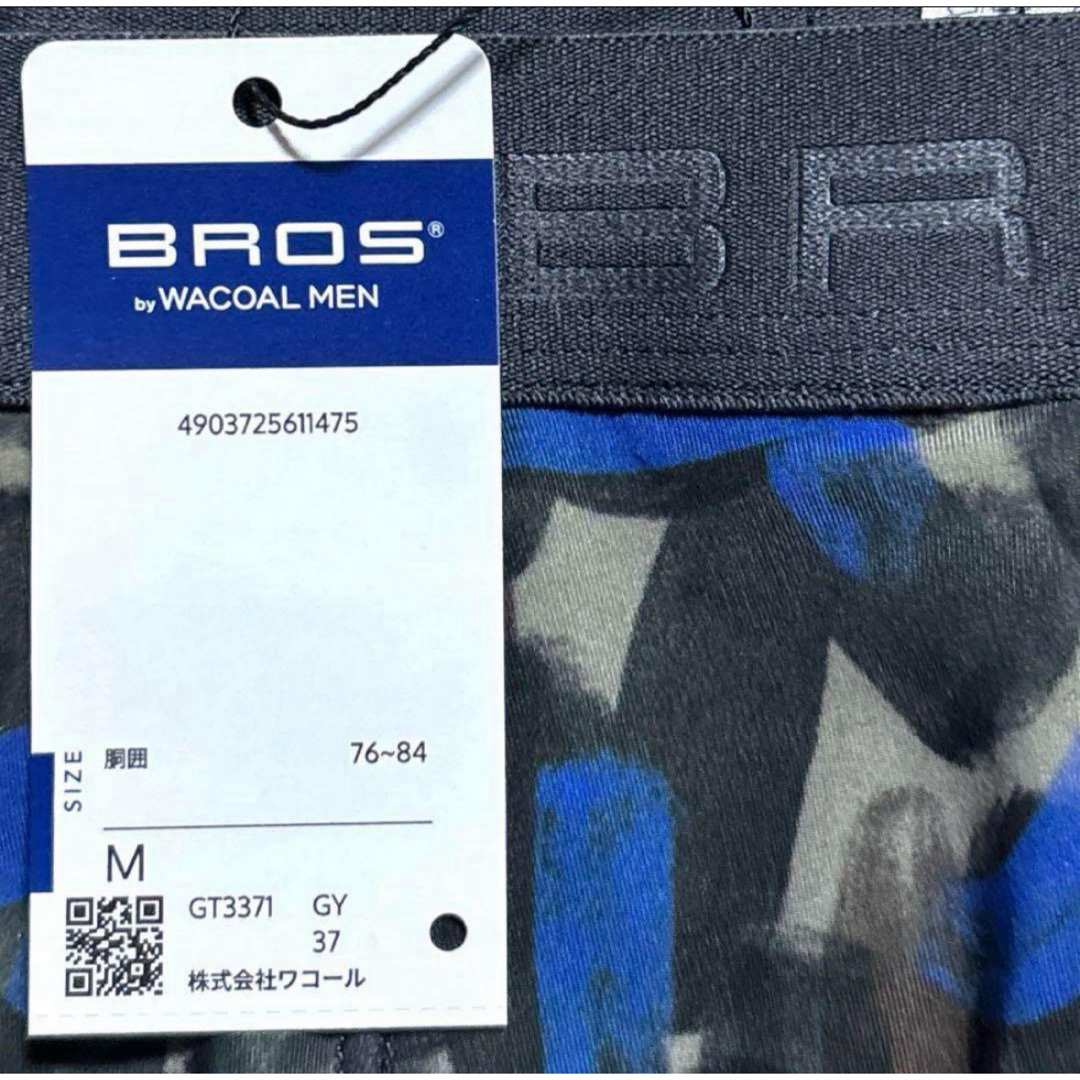 BROS®
by WACOAL MEN
BR
4903725611475
SIZE
胴囲 76~84
M
GT3371 GY
37
株式会社ワコール